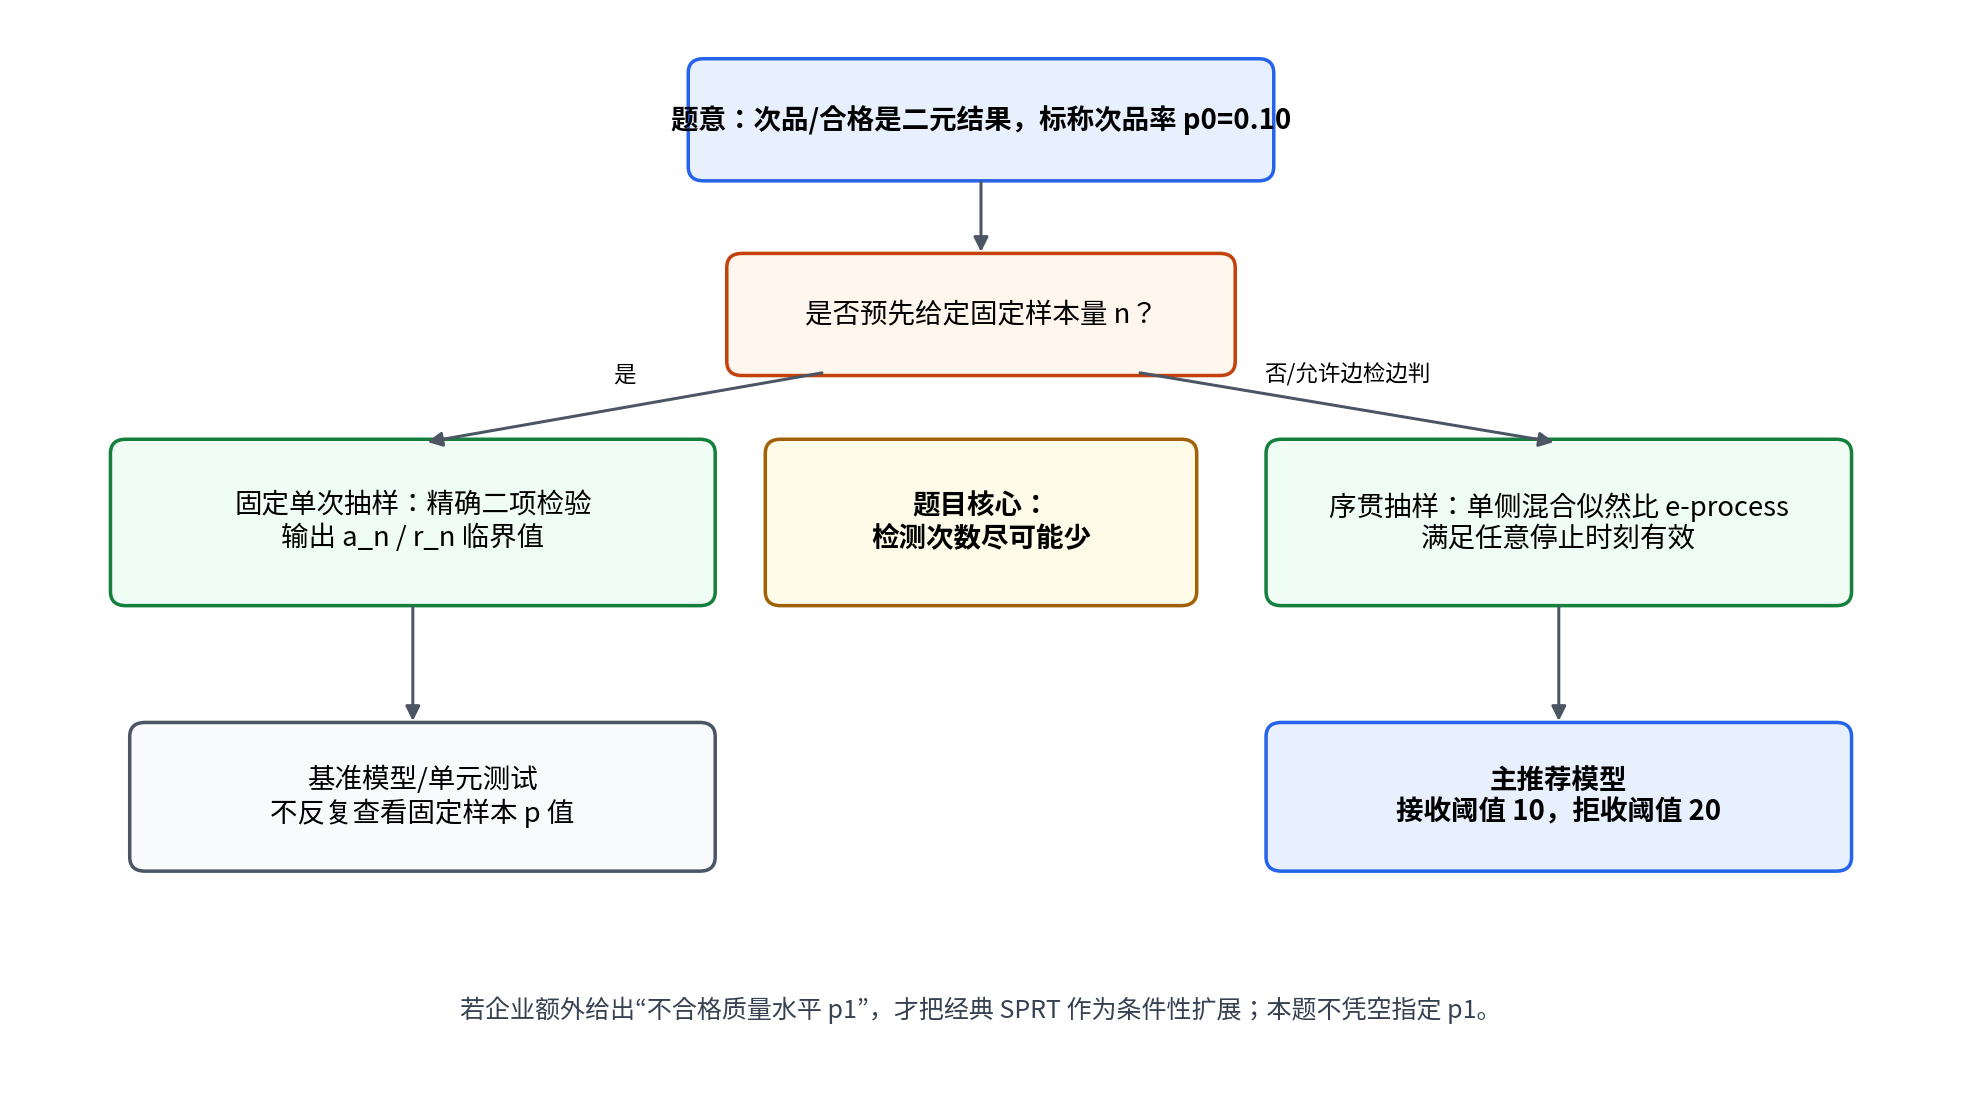 题意：次品/合格是二元结果，标称次品率 p0=0.10
是否预先给定固定样本量 n？
是
否/允许边检边判
固定单次抽样：精确二项检验
输出 a_n / r_n 临界值
题目核心：
检测次数尽可能少
序贯抽样：单侧混合似然比 e-process
满足任意停止时刻有效
基准模型/单元测试
不反复查看固定样本 p 值
主推荐模型
接收阈值 10，拒收阈值 20
若企业额外给出“不合格质量水平 p1”，才把经典 SPRT 作为条件性扩展；本题不凭空指定 p1。